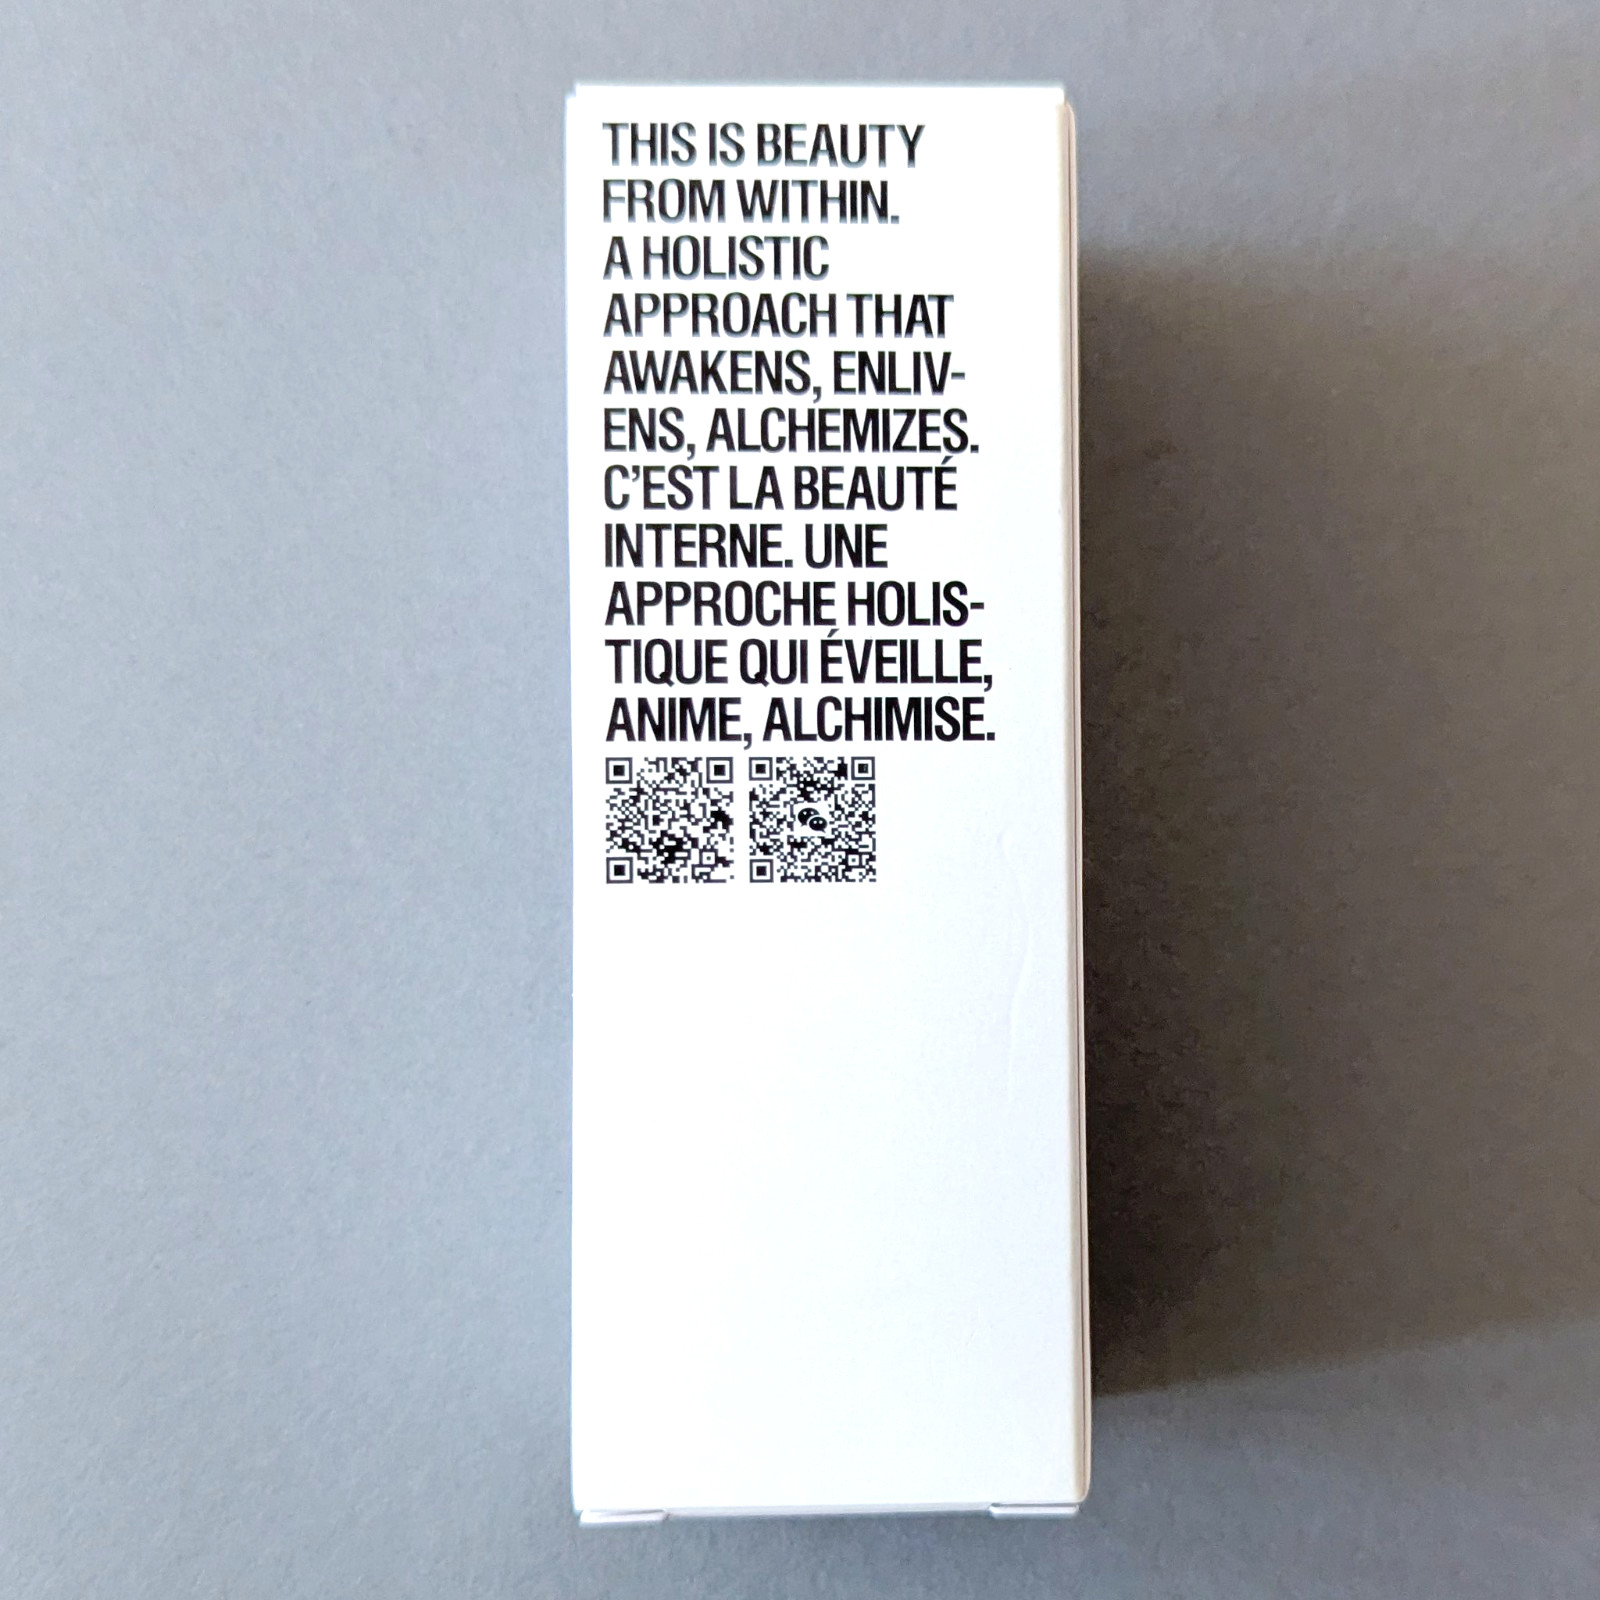 THIS IS BEAUTY
FROM WITHIN.
A HOLISTIC
APPROACH THAT
AWAKENS, ENLIV-
ENS, ALCHEMIZES.
C’EST LA BEAUTÉ
INTERNE. UNE
APPROCHE HOLIS-
TIQUE QUI ÉVEILLE,
ANIME, ALCHIMISE.